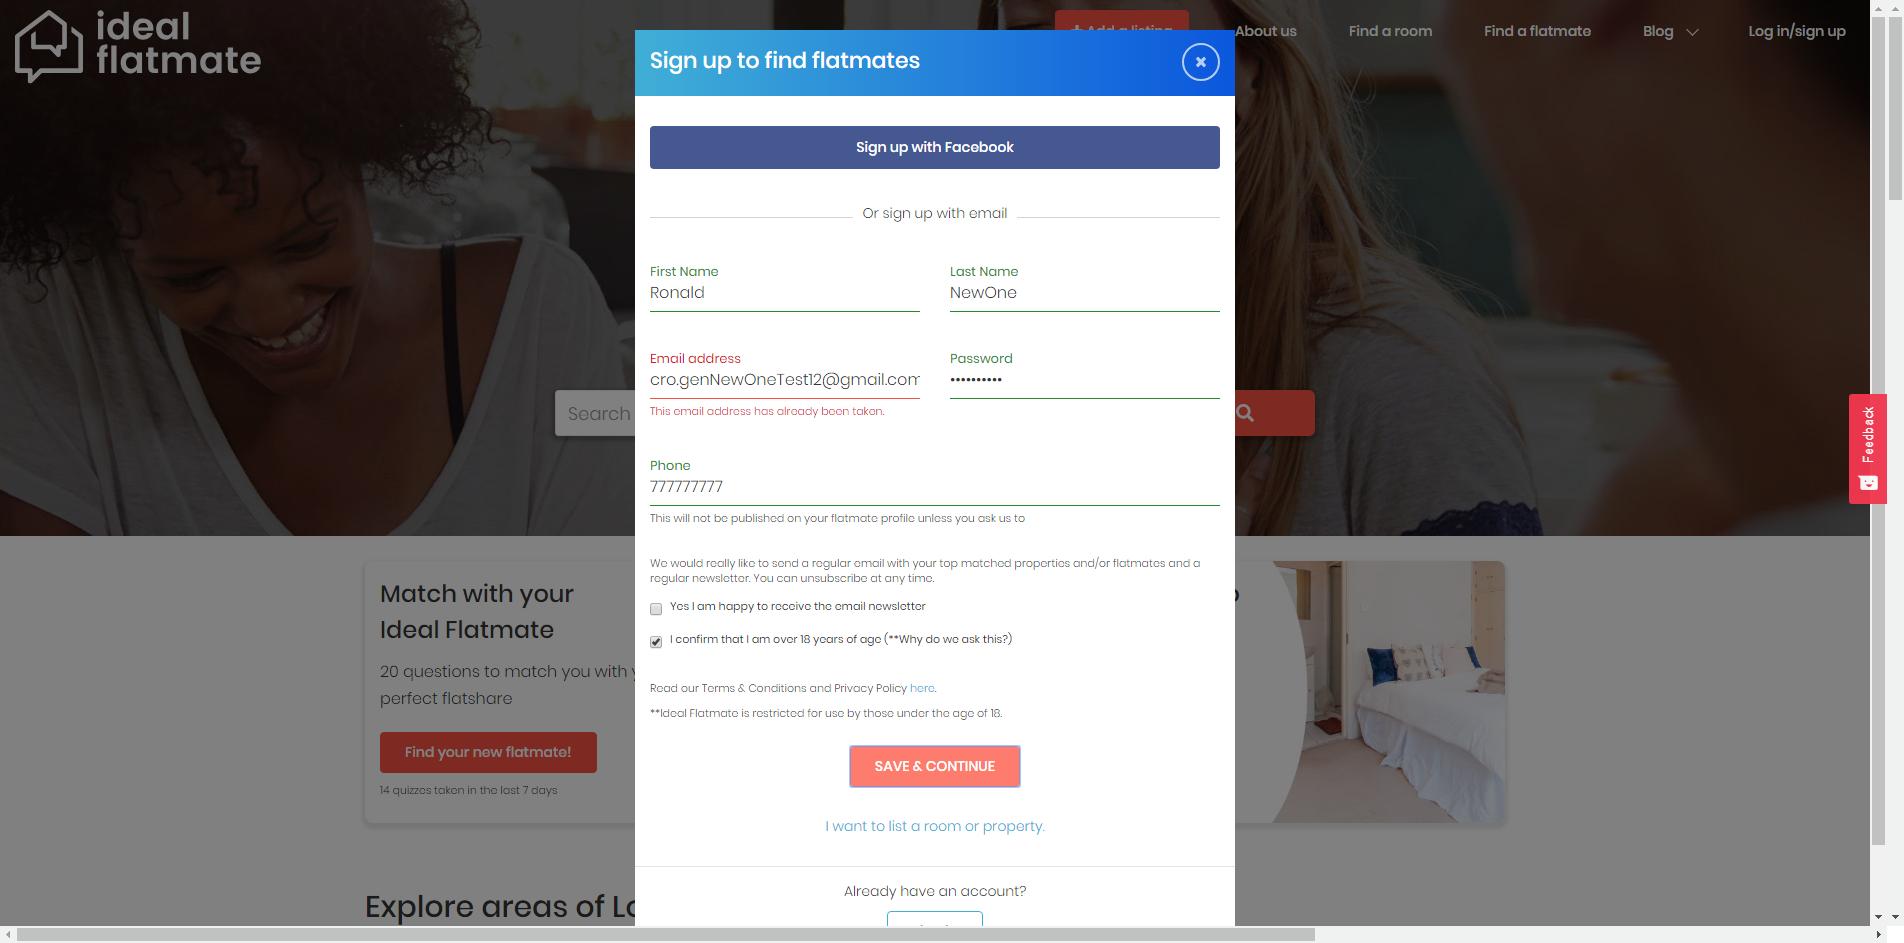 ideal
flatmate
About us
Find a room
Find a flatmate
Blog
Log in/sign up
Sign up to find flatmates
Sign up with Facebook
Or sign up with email
First Name
Last Name
Ronald
NewOne
Email address
Password
cro.genNewOneTest12@gmail.com
••••••••••
This email address has already been taken.
Search
Feedback
Phone
777777777
This will not be published on your flatmate profile unless you ask us to
We would really like to send a regular email with your top matched properties and/or flatmates and a
regular newsletter. You can unsubscribe at any time.
Yes I am happy to receive the email newsletter
I confirm that I am over 18 years of age (**Why do we ask this?)
Read our Terms & Conditions and Privacy Policy here.
**Ideal Flatmate is restricted for use by those under the age of 18.
SAVE & CONTINUE
I want to list a room or property.
Already have an account?
Match with your
Ideal Flatmate
20 questions to match you with
perfect flatshare
Find your new flatmate!
14 quizzes taken in the last 7 days
Explore areas of